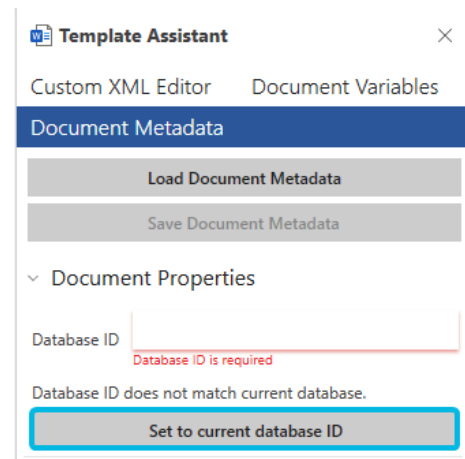 Template Assistant
Custom XML Editor Document Variables
Document Metadata
Load Document Metadata
Save Document Metadata
Document Properties
Database ID
Database ID is required
Database ID does not match current database.
Set to current database ID